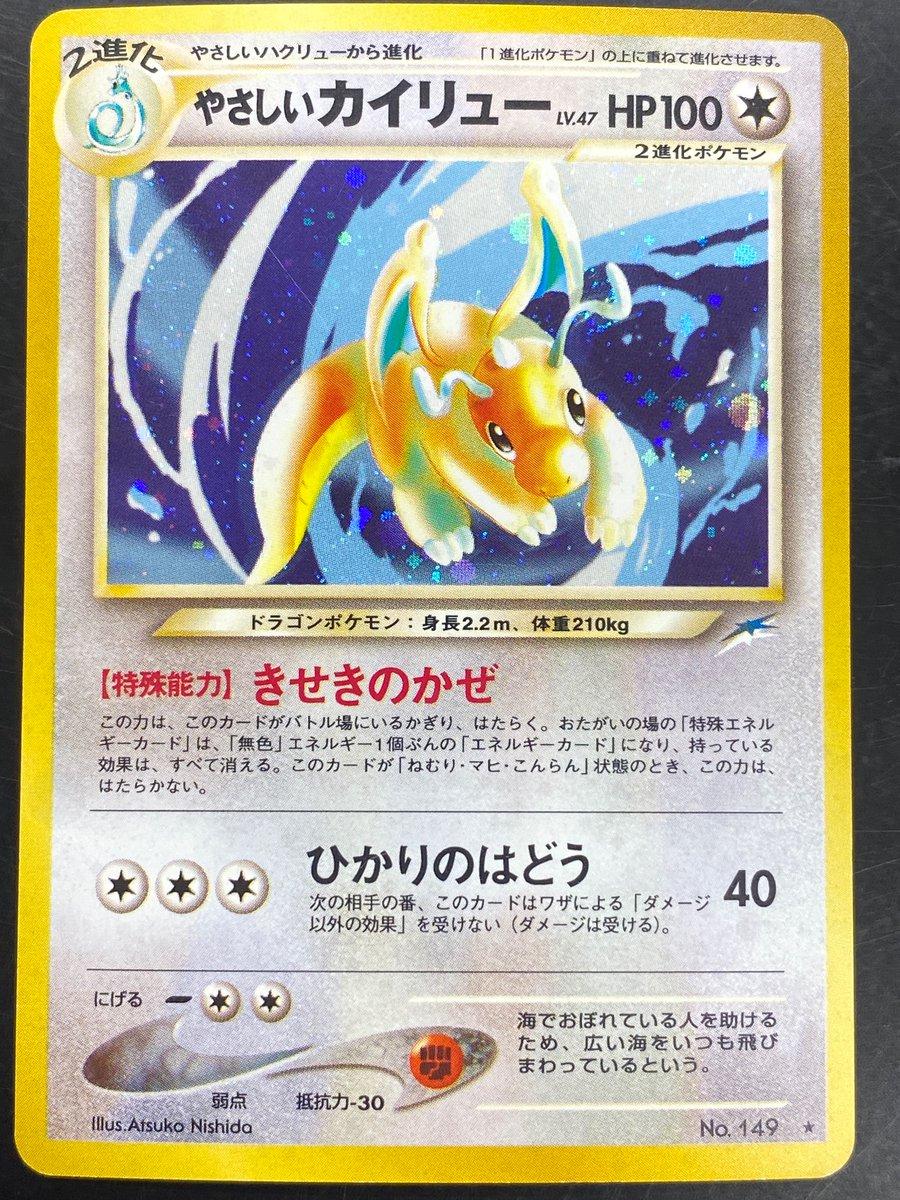 2進化
やさしいハクリューから進化
「1進化ポケモン」の上に重ねて進化させます。
やさしいカイリュー LV.47 HP100
2進化ポケモン
ドラゴンポケモン：身長2.2m、体重210kg
【特殊能力】きせきのかぜ
この力は、このカードがバトル場にいるかぎり、はたらく。おたがいの場の「特殊エネル
ギーカード」は、「無色」エネルギー1個ぶんの「エネルギーカード」になり、持っている
効果は、すべて消える。このカードが「ねむり・マヒ・こんらん」状態のとき、この力は、
はたらかない。
ひかりのはどう 40
次の相手の番、このカードはワザによる「ダメージ
以外の効果」を受けない（ダメージは受ける）。
にげる
海でおぼれている人を助ける
ため、広い海をいつも飛び
まわっているという。
弱点
抵抗力-30
Illus.Atsuko Nishida
No. 149 ★